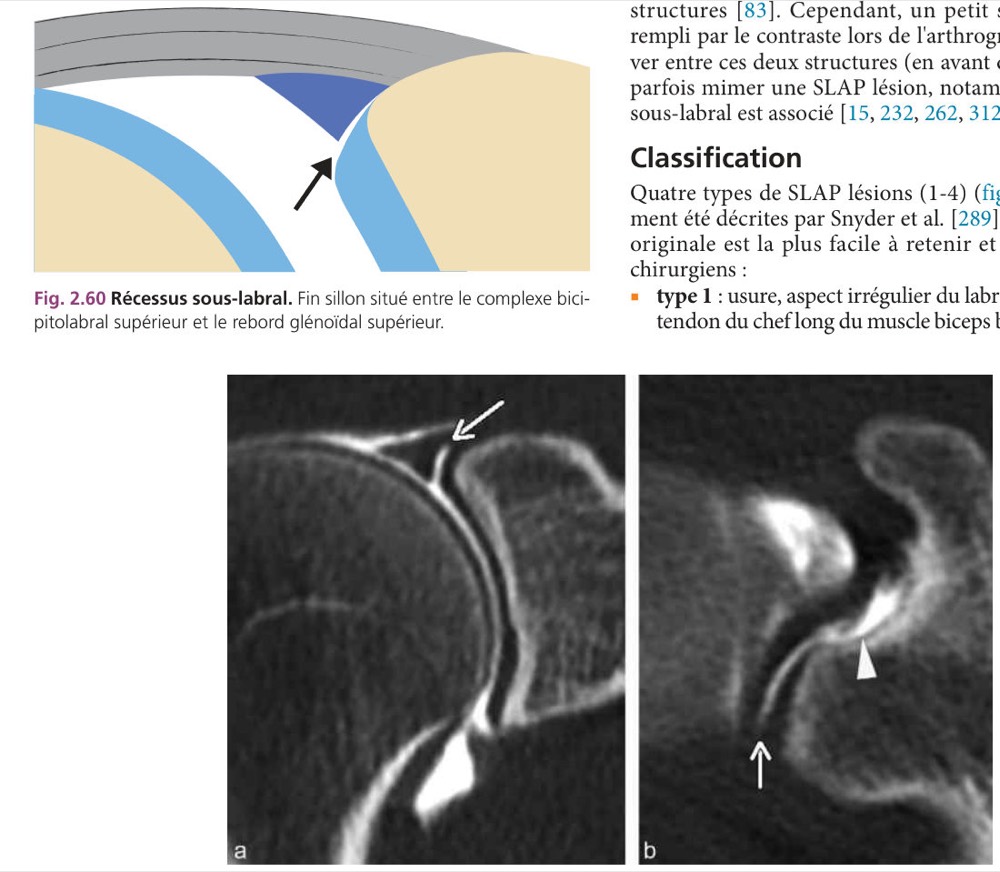 Fig. 2.60 Récessus sous-labral. Fin sillon situé entre le complexe bici-
pitolabral supérieur et le rebord glénoïdal supérieur.
structures [83]. Cependant, un petit
rempli par le contraste lors de l'arthrogr
ver entre ces deux structures (en avant
parfois mimer une SLAP lésion, notam
sous-labral est associé [15, 232, 262, 312
Classification
Quatre types de SLAP lésions (1-4) (fig
ment été décrites par Snyder et al. [289]
originale est la plus facile à retenir et
chirurgiens :
type 1 : usure, aspect irrégulier du labr
tendon du chef long du muscle biceps b
a
b